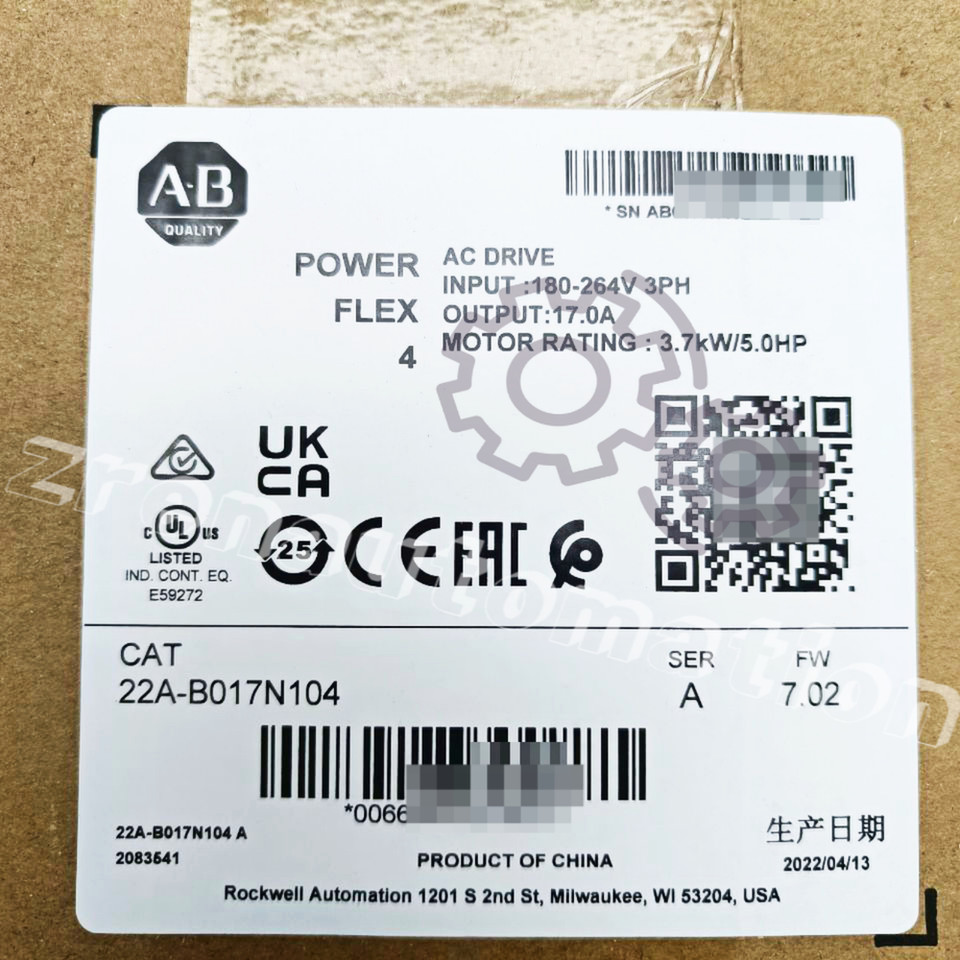 A-B
QUALITY
* SN AB
POWER
FLEX
4
AC DRIVE
INPUT :180-264V 3PH
OUTPUT:17.0A
MOTOR RATING : 3.7kW/5.0HP
UK
CA
C UL US
LISTED
IND. CONT. EQ.
E59272
25
CE
EAC
zronautomation
CAT
22A-B017N104
SER
A
FW
7.02
*0066
22A-B017N104 A
2083541
PRODUCT OF CHINA
生产日期
2022/04/13
Rockwell Automation 1201 S 2nd St, Milwaukee, WI 53204, USA